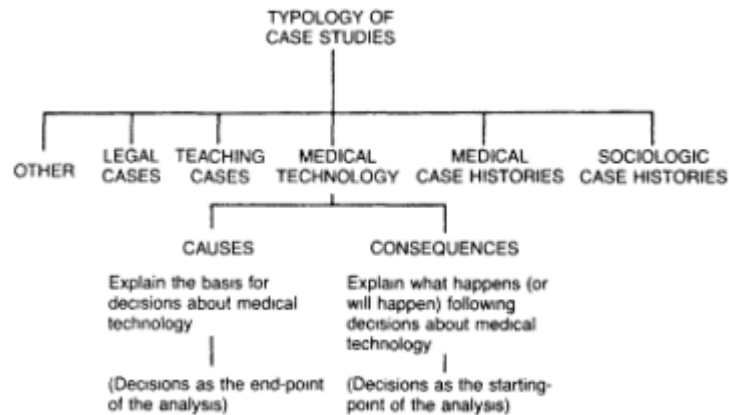 TYPOLOGY OF
CASE STUDIES
OTHER
LEGAL
CASES
TEACHING
CASES
MEDICAL
TECHNOLOGY
MEDICAL
CASE HISTORIES
SOCIOLOGIC
CASE HISTORIES
CAUSES
Explain the basis for
decisions about medical
technology
(Decisions as the end-point
of the analysis)
CONSEQUENCES
Explain what happens (or
will happen) following
decisions about medical
technology
(Decisions as the starting-
point of the analysis)